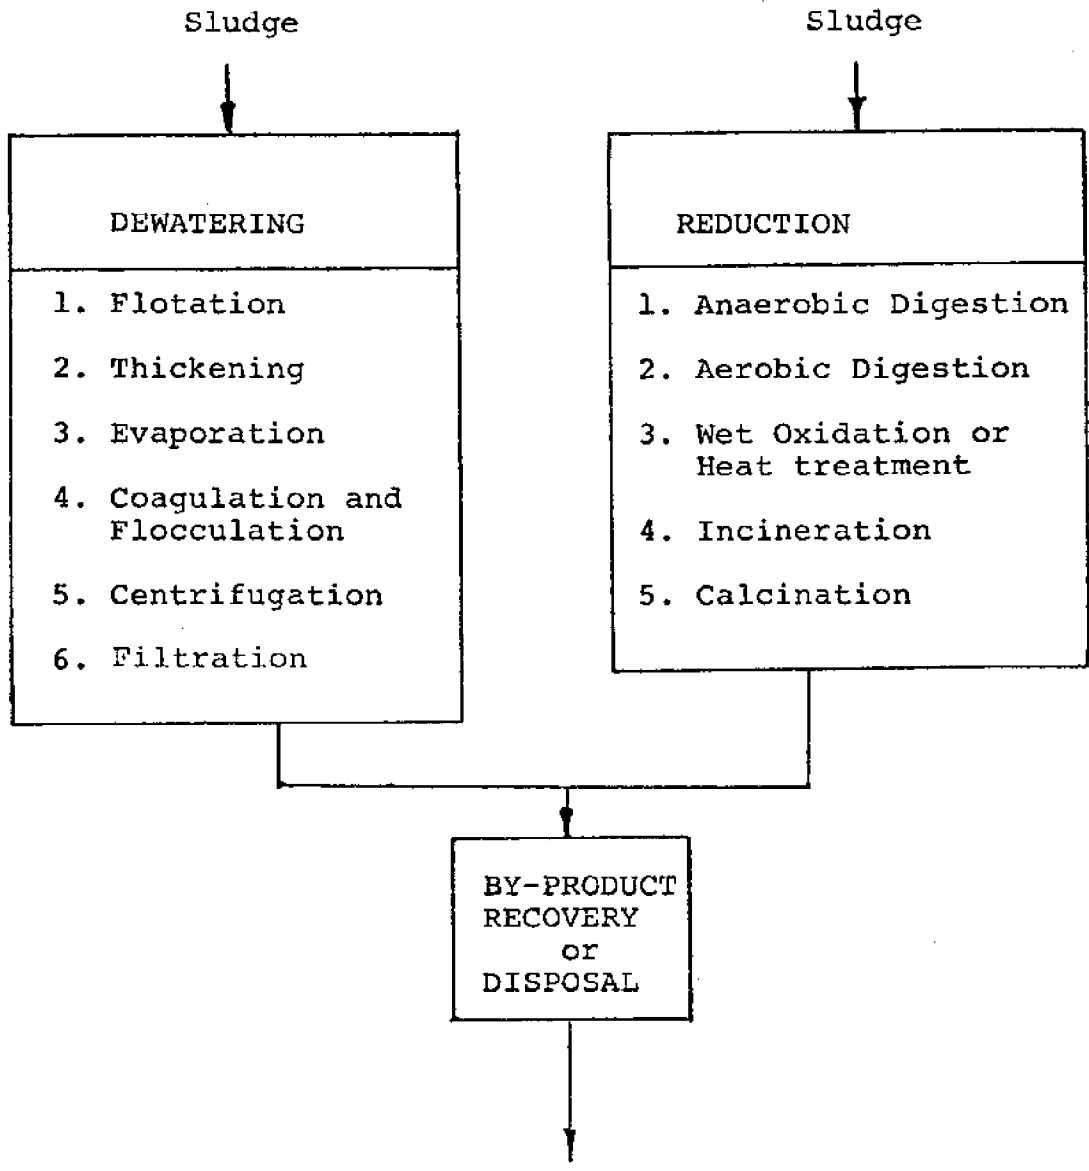 Sludge
Sludge
DEWATERING
1. Flotation
2. Thickening
3. Evaporation
4. Coagulation and
Flocculation
5. Centrifugation
6. Filtration
REDUCTION
1. Anaerobic Digestion
2. Aerobic Digestion
3. Wet Oxidation or
Heat treatment
4. Incineration
5. Calcination
BY-PRODUCT
RECOVERY
or
DISPOSAL